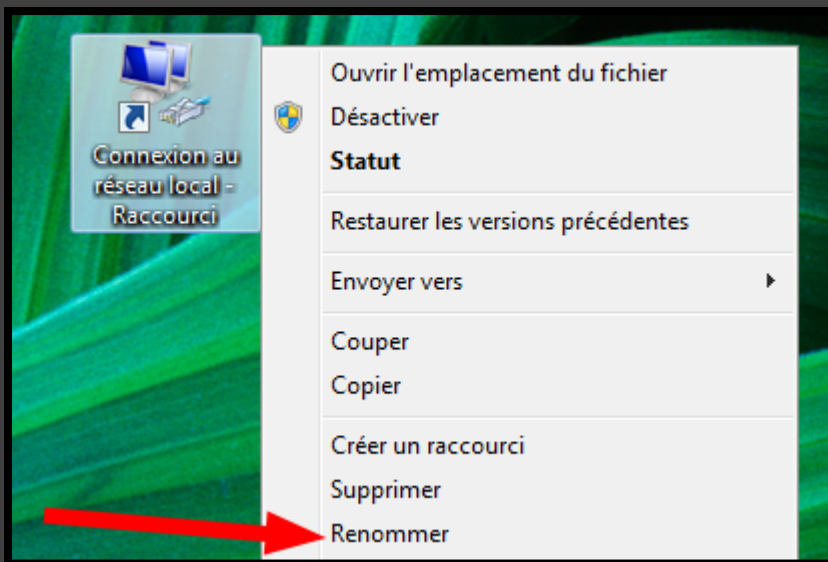 Connexion au
réseau local -
Raccourci
Ouvrir l'emplacement du fichier
Désactiver
Statut
Restaurer les versions précédentes
Envoyer vers
Couper
Copier
Créer un raccourci
Supprimer
Renommer